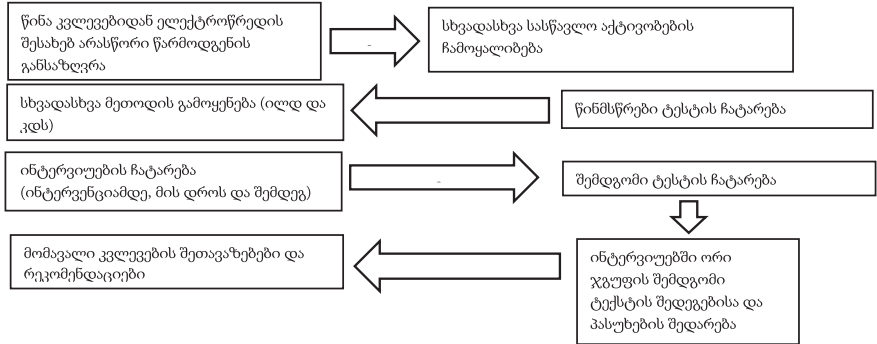 წინა კვლევებიდან ელექტროწრედის
შესახებ არასწორი წარმოდგენის
განსაზღვრა
სხვადასხვა სასწავლო აქტივობების
ჩამოყალიბება
სხვადასხვა მეთოდის გამოყენება (ილდ და
კდს)
წინმსწრები ტესტის ჩატარება
ინტერვიუების ჩატარება
(ინტერვენციამდე, მის დროს და შემდეგ)
შემდგომი ტესტის ჩატარება
მომავალი კვლევების შეთავაზებები და
რეკომენდაციები
ინტერვიუებში ორი
ჯგუფის შემდგომი
ტექსტის შედეგებისა და
პასუხების შედარება